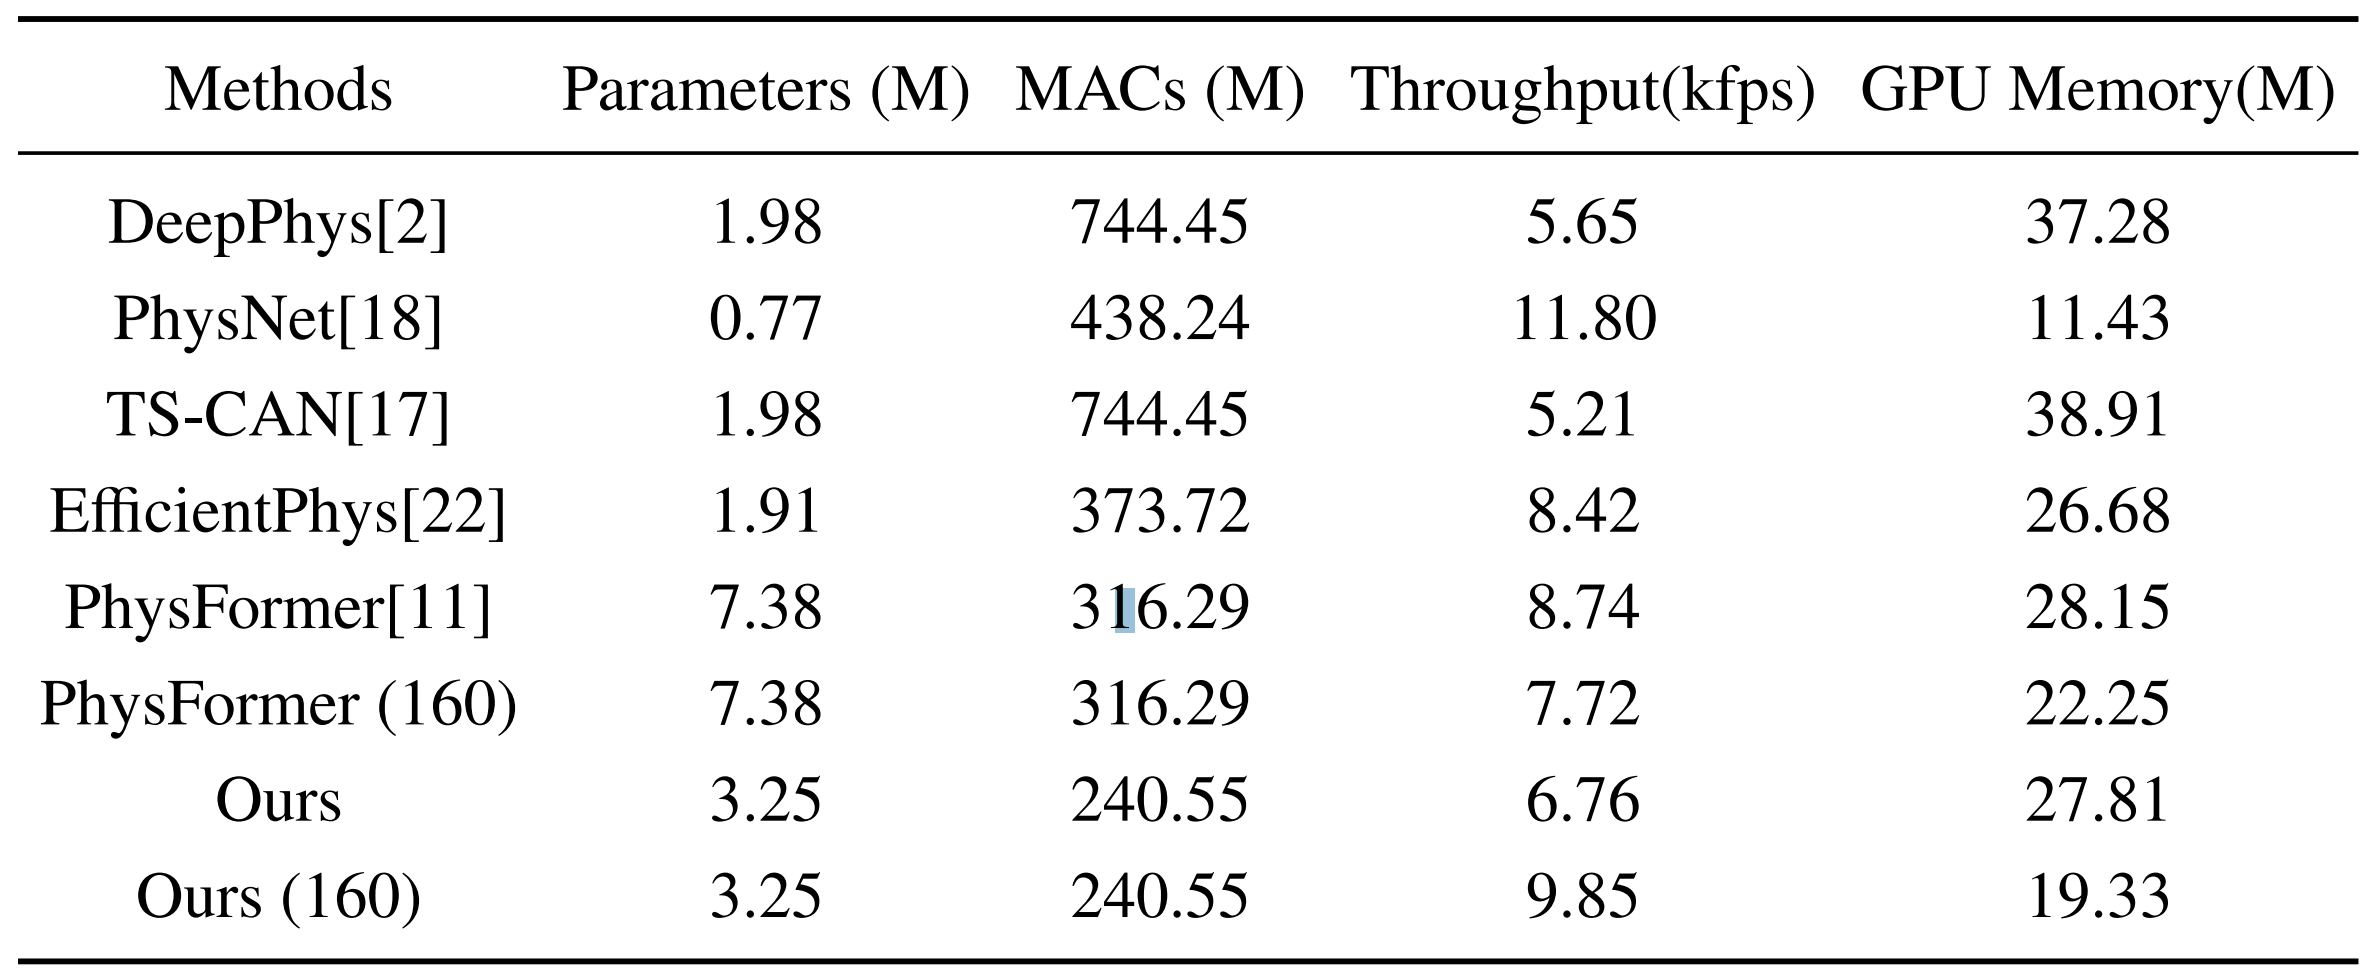 Methods Parameters (M) MACs (M) Throughput(kfps) GPU Memory(M)
DeepPhys[2] 1.98 744.45 5.65 37.28
PhysNet[18] 0.77 438.24 11.80 11.43
TS-CAN[17] 1.98 744.45 5.21 38.91
EfficientPhys[22] 1.91 373.72 8.42 26.68
PhysFormer[11] 7.38 316.29 8.74 28.15
PhysFormer (160) 7.38 316.29 7.72 22.25
Ours 3.25 240.55 6.76 27.81
Ours (160) 3.25 240.55 9.85 19.33